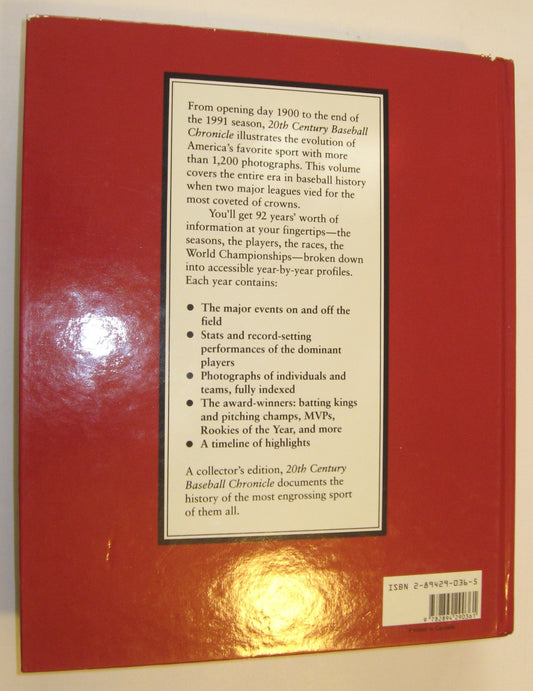 From opening day 1900 to the end of
the 1991 season, 20th Century Baseball
Chronicle illustrates the evolution of
America's favorite sport with more
than 1,200 photographs. This volume
covers the entire era in baseball history
when two major leagues vied for the
most coveted of crowns.
You'll get 92 years' worth of
information at your fingertips—the
seasons, the players, the races, the
World Championships—broken down
into accessible year-by-year profiles.
Each year contains:
● The major events on and off the
field
● Stats and record-setting
performances of the dominant
players
● Photographs of individuals and
teams, fully indexed
● The award-winners: batting kings
and pitching champs, MVPs,
Rookies of the Year, and more
● A timeline of highlights
A collector's edition, 20th Century
Baseball Chronicle documents the
history of the most engrossing sport
of them all.
ISBN 2-89429-036-5
9 782894 290361
Printed in Canada